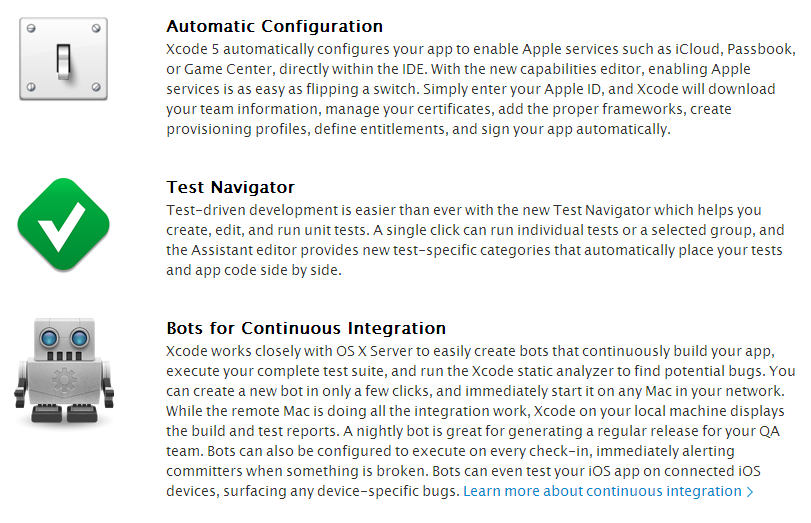 Automatic Configuration
Xcode 5 automatically configures your app to enable Apple services such as iCloud, Passbook,
or Game Center, directly within the IDE. With the new capabilities editor, enabling Apple
services is as easy as flipping a switch. Simply enter your Apple ID, and Xcode will download
your team information, manage your certificates, add the proper frameworks, create
provisioning profiles, define entitlements, and sign your app automatically.
Test Navigator
Test-driven development is easier than ever with the new Test Navigator which helps you
create, edit, and run unit tests. A single click can run individual tests or a selected group, and
the Assistant editor provides new test-specific categories that automatically place your tests
and app code side by side.
Bots for Continuous Integration
Xcode works closely with OS X Server to easily create bots that continuously build your app,
execute your complete test suite, and run the Xcode static analyzer to find potential bugs. You
can create a new bot in only a few clicks, and immediately start it on any Mac in your network.
While the remote Mac is doing all the integration work, Xcode on your local machine displays
the build and test reports. A nightly bot is great for generating a regular release for your QA
team. Bots can also be configured to execute on every check-in, immediately alerting
committers when something is broken. Bots can even test your iOS app on connected iOS
devices, surfacing any device-specific bugs. Learn more about continuous integration >